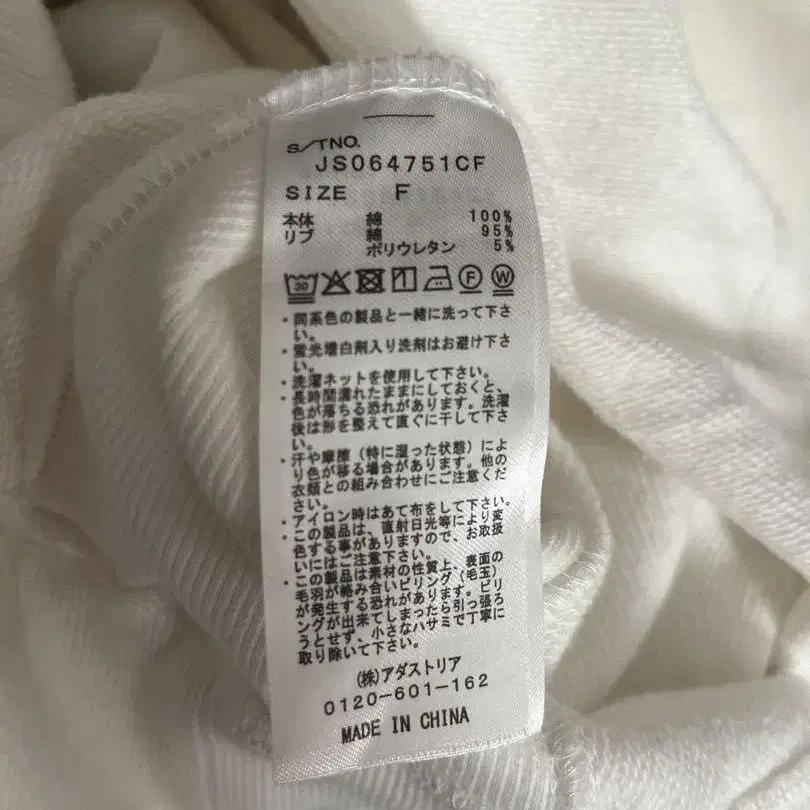 S/TNO.
JS064751CF
SIZE F
本体 綿 100%
リブ 綿 95%
ポリウレタン 5%
30 F W
・同系色の製品と一緒に洗って下さ
い。
・蛍光増白剤入り洗剤はお避け下さ
い。
・洗濯ネットを使用して下さい。
・長時間濡れたままにしておくと、
色が落ちる恐れがあります。洗濯
後は形を整えて直ぐに干して下さ
い。
・汗や摩擦（特に湿った状態）によ
り色が移る場合があります。他の
衣類との組み合わせにご注意くだ
さい。
・アイロン時はあて布をして下さい。
・この製品は、直射日光等により変
色する事がありますので、お取扱
いにはご注意下さい。
・この製品は素材の性質上、表面の
毛羽が絡み合いピリング（毛玉）
が発生する恐れがあります。ピリ
ングが出来てしまったら引っ張ろ
うとせず、小さなハサミで丁寧に
取り除いて下さい。
(株)アダストリア
0120-601-162
MADE IN CHINA